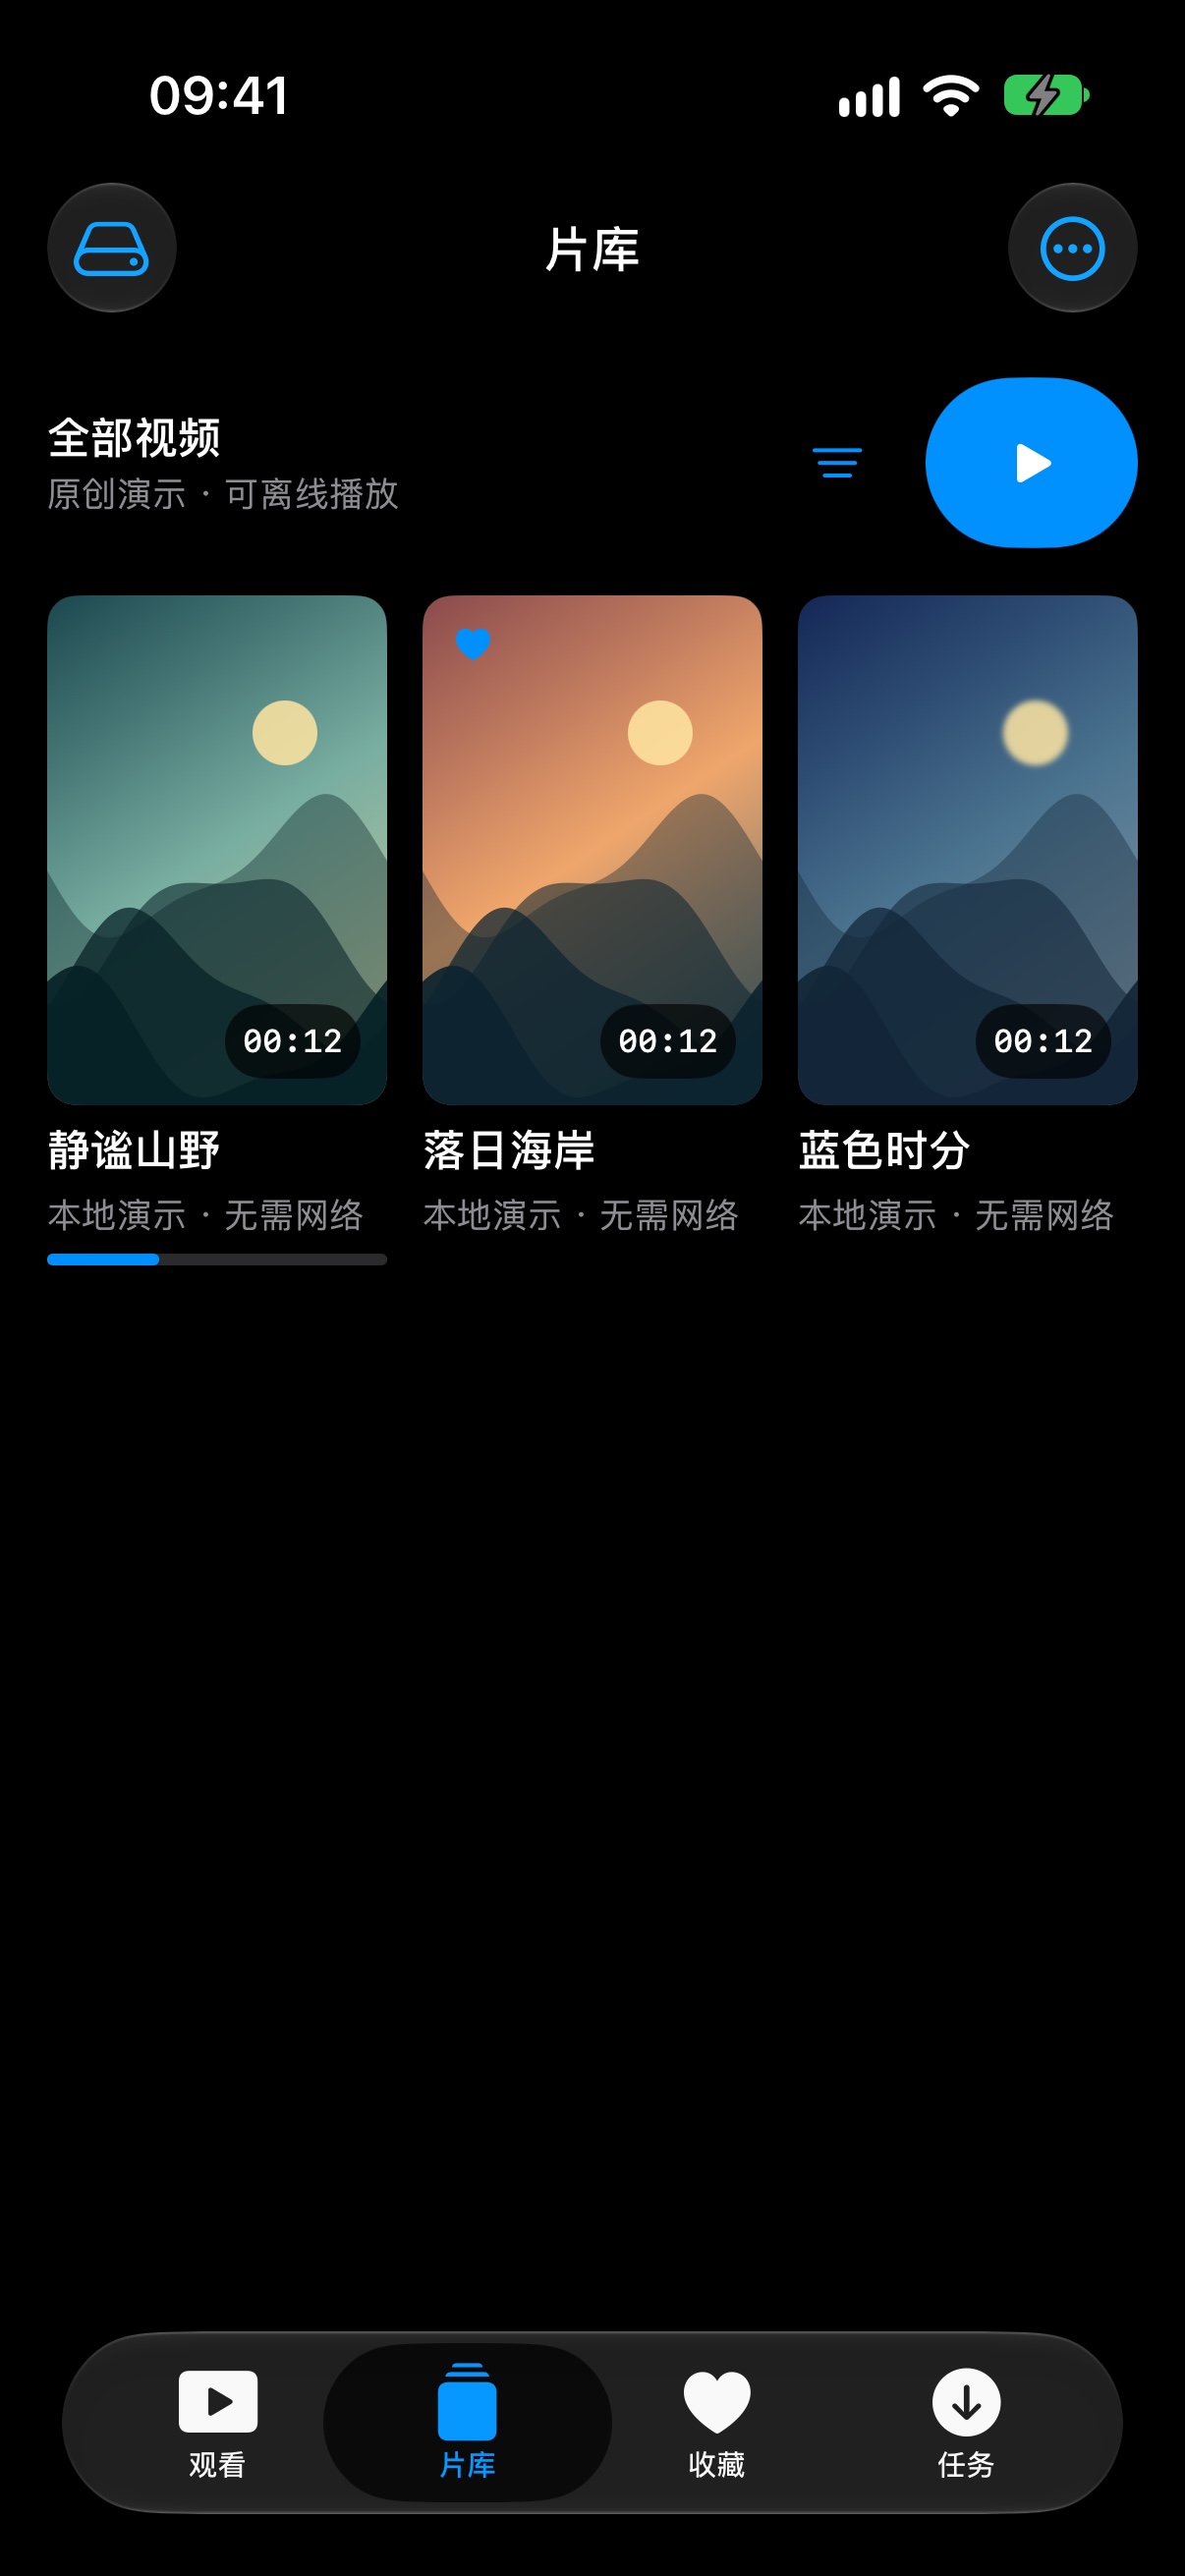 09:41
片库
全部视频
原创演示 · 可离线播放
00:12
00:12
00:12
静谧山野
落日海岸
蓝色时分
本地演示 · 无需网络
本地演示 · 无需网络
本地演示 · 无需网络
观看
片库
收藏
任务